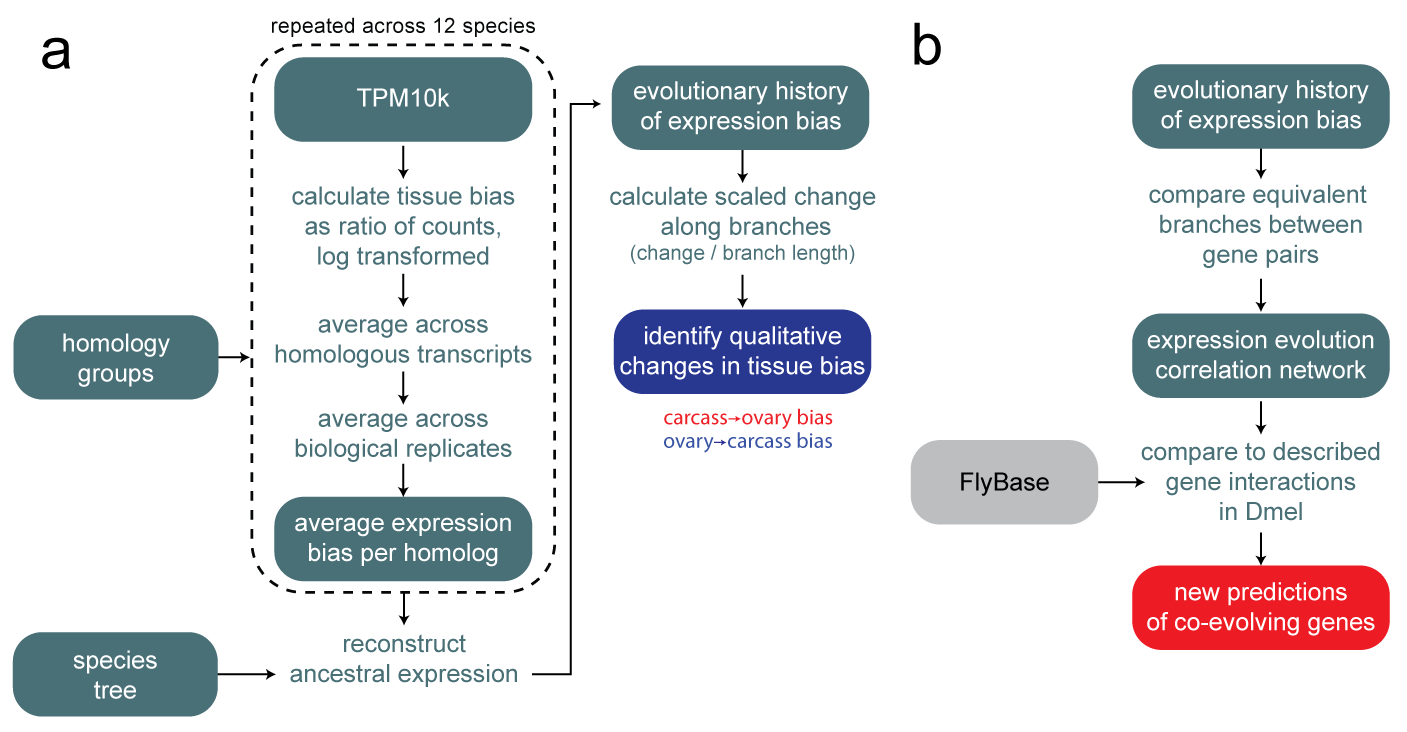 a
repeated across 12 species
TPM10k
calculate tissue bias
as ratio of counts,
log transformed
average across
homologous transcripts
average across
biological replicates
average expression
bias per homolog
homology
groups
reconstruct
ancestral expression
species
tree
evolutionary history
of expression bias
calculate scaled change
along branches
(change / branch length)
identify qualitative
changes in tissue bias
carcass→ovary bias
ovary→carcass bias
b
evolutionary history
of expression bias
compare equivalent
branches between
gene pairs
expression evolution
correlation network
FlyBase
compare to described
gene interactions
in Dmel
new predictions
of co-evolving genes